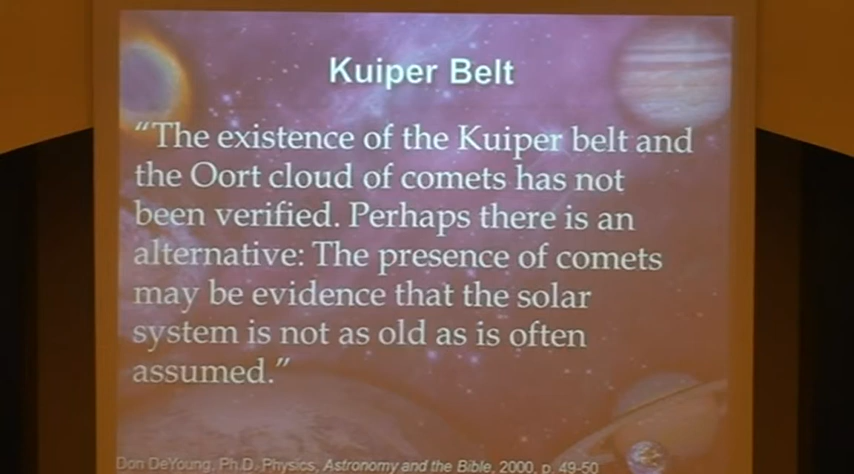 Kuiper Belt
“The existence of the Kuiper belt and
the Oort cloud of comets has not
been verified. Perhaps there is an
alternative: The presence of comets
may be evidence that the solar
system is not as old as is often
assumed.”
Don DeYoung, Ph.D. Physics, Astronomy and the Bible, 2000, p. 49-50